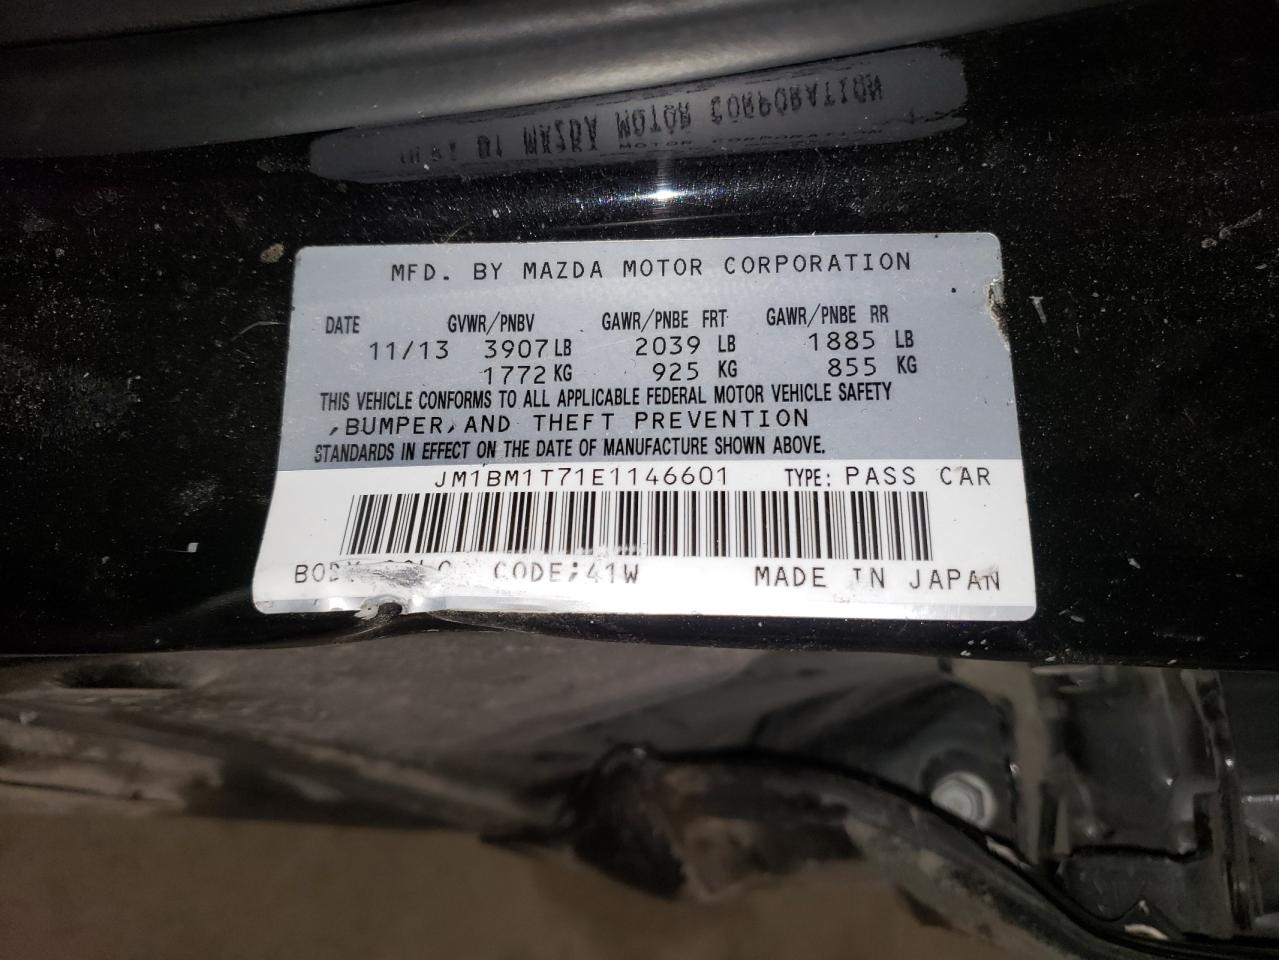 MFD. BY MAZDA MOTOR CORPORATION
DATE GVWR/PNBV GAWR/PNBE FRT GAWR/PNBE RR
11/13 3907 LB 2039 LB 1885 LB
1772 KG 925 KG 855 KG
THIS VEHICLE CONFORMS TO ALL APPLICABLE FEDERAL MOTOR VEHICLE SAFETY
,BUMPER,AND THEFT PREVENTION
STANDARDS IN EFFECT ON THE DATE OF MANUFACTURE SHOWN ABOVE.
JM1BM1T71E1146601 TYPE: PASS CAR
BODY CODE;41W MADE IN JAPAN